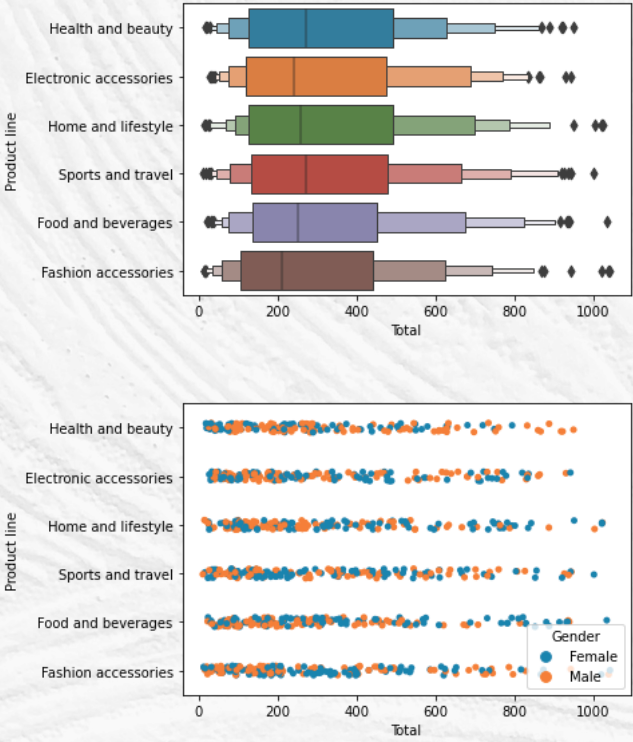 Product line
Health and beauty
Electronic accessories
Home and lifestyle
Sports and travel
Food and beverages
Fashion accessories
0 200 400 600 800 1000
Total
Product line
Health and beauty
Electronic accessories
Home and lifestyle
Sports and travel
Food and beverages
Fashion accessories
Gender
Female
Male
0 200 400 600 800 1000
Total